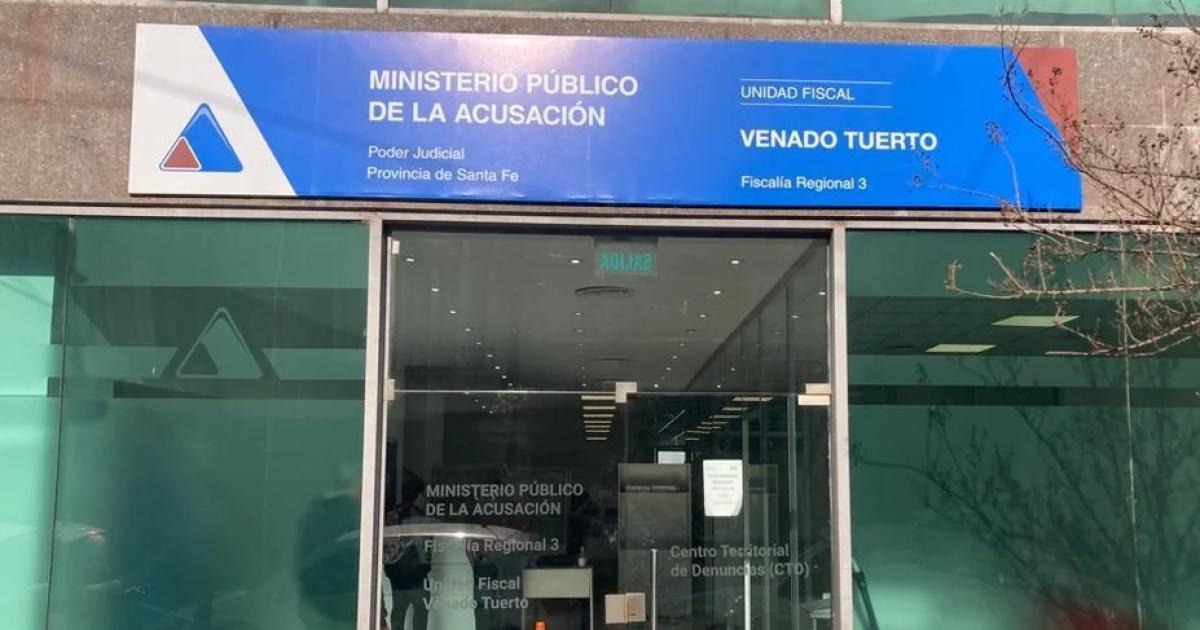 MINISTERIO PÚBLICO
DE LA ACUSACIÓN
Poder Judicial
Provincia de Santa Fe
UNIDAD FISCAL
VENADO TUERTO
Fiscalía Regional 3
SALIDA
MINISTERIO PÚBLICO
DE LA ACUSACIÓN
Fiscalía Regional 3
Unidad Fiscal
Venado Tuerto
Centro Territorial
de Denuncias (CTD)